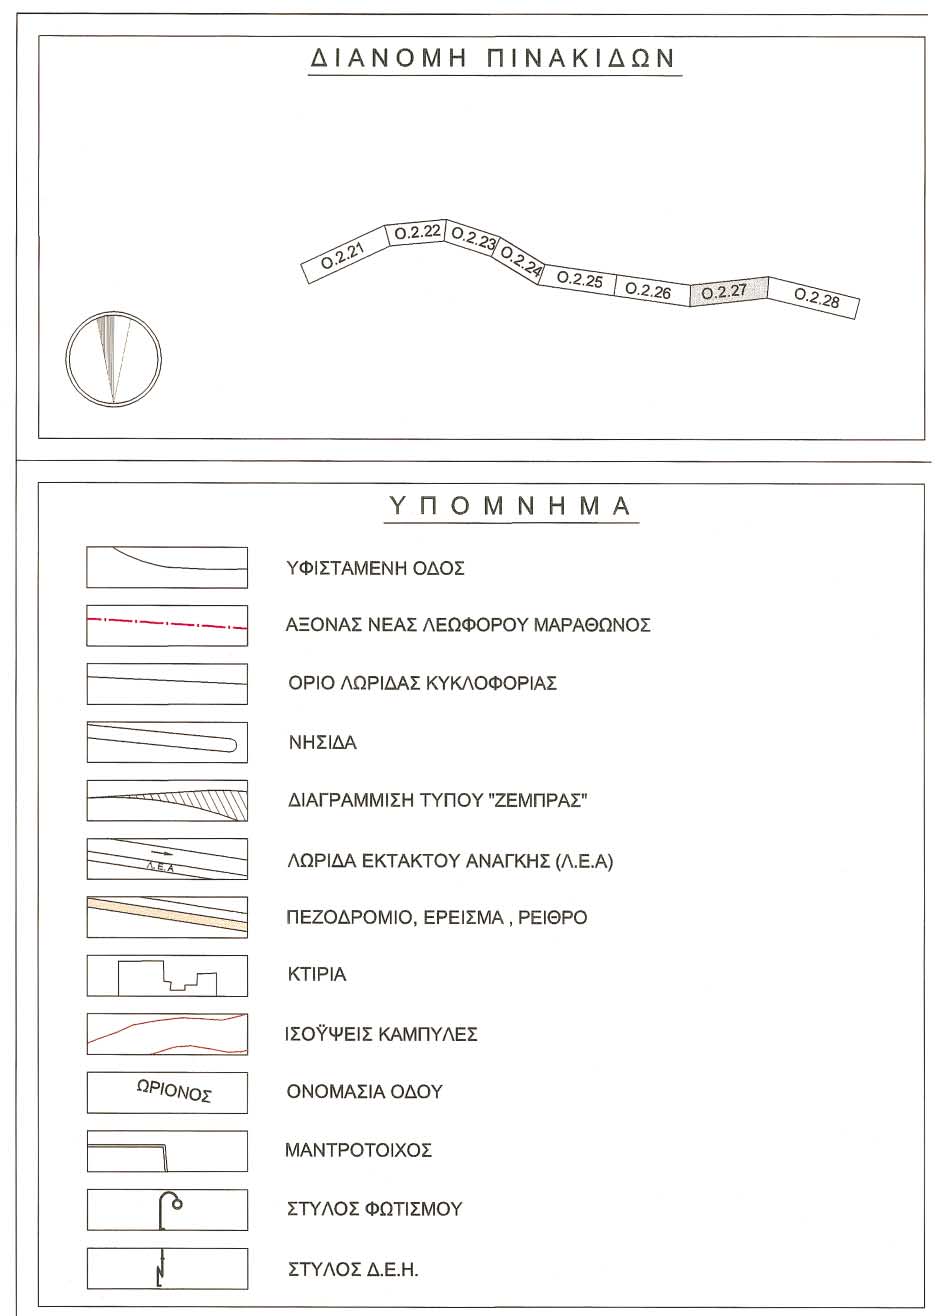 ΔΙΑΝΟΜΗ ΠΙΝΑΚΙΔΩΝ
Ο.2.21
Ο.2.22
Ο.2.23
Ο.2.24
Ο.2.25
Ο.2.26
Ο.2.27
Ο.2.28
ΥΠΟΜΝΗΜΑ
ΥΦΙΣΤΑΜΕΝΗ ΟΔΟΣ
ΑΞΟΝΑΣ ΝΕΑΣ ΛΕΩΦΟΡΟΥ ΜΑΡΑΘΩΝΟΣ
ΟΡΙΟ ΛΩΡΙΔΑΣ ΚΥΚΛΟΦΟΡΙΑΣ
ΝΗΣΙΔΑ
ΔΙΑΓΡΑΜΜΙΣΗ ΤΥΠΟΥ "ΖΕΜΠΡΑΣ"
Λ.Ε.Α
ΛΩΡΙΔΑ ΕΚΤΑΚΤΟΥ ΑΝΑΓΚΗΣ (Λ.Ε.Α)
ΠΕΖΟΔΡΟΜΙΟ, ΕΡΕΙΣΜΑ , ΡΕΙΘΡΟ
ΚΤΙΡΙΑ
ΙΣΟΫΨΕΙΣ ΚΑΜΠΥΛΕΣ
ΩΡΙΟΝΟΣ
ΟΝΟΜΑΣΙΑ ΟΔΟΥ
ΜΑΝΤΡΟΤΟΙΧΟΣ
ΣΤΥΛΟΣ ΦΩΤΙΣΜΟΥ
ΣΤΥΛΟΣ Δ.Ε.Η.